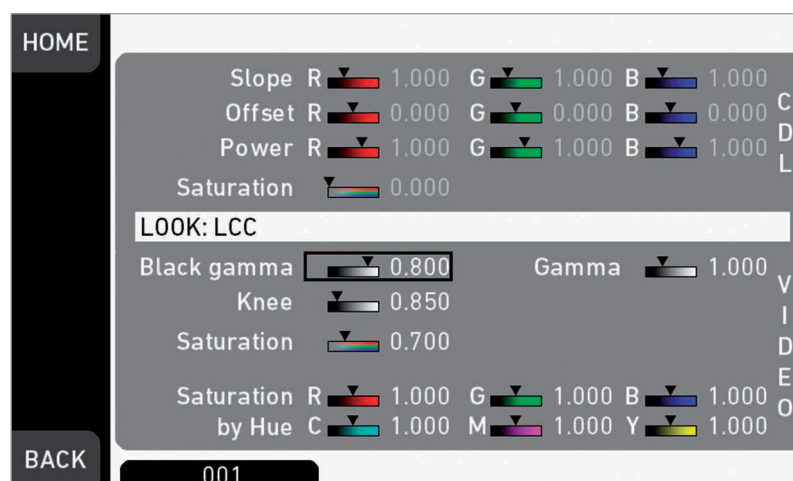 HOME
Slope R 1.000 G 1.000 B 1.000
Offset R 0.000 G 0.000 B 0.000
Power R 1.000 G 1.000 B 1.000
Saturation 0.000
CDL
LOOK: LCC
Black gamma 0.800 Gamma 1.000
Knee 0.850
Saturation 0.700
Saturation R 1.000 G 1.000 B 1.000
by Hue C 1.000 M 1.000 Y 1.000
VIDEO
BACK
001